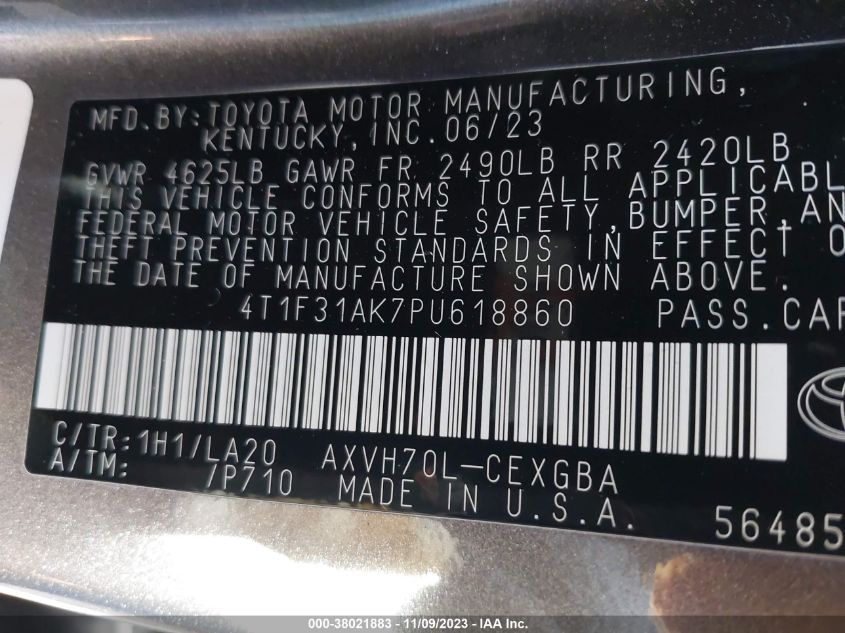 MFD. BY: TOYOTA MOTOR MANUFACTURING,
KENTUCKY, INC. 06/23
GVWR 4625LB GAWR FR 2490LB RR 2420LB
THIS VEHICLE CONFORMS TO ALL APPLICABL
FEDERAL MOTOR VEHICLE SAFETY, BUMPER, AN
THEFT PREVENTION STANDARDS IN EFFECT O
THE DATE OF MANUFACTURE SHOWN ABOVE.
4T1F31AK7PU618860 PASS. CAR
C/TR: 1H1/LA20 AXVH70L-CEXGBA
A/TM: /P710 MADE IN U.S.A.
56485
000-38021883 - 11/09/2023 - IAA Inc.